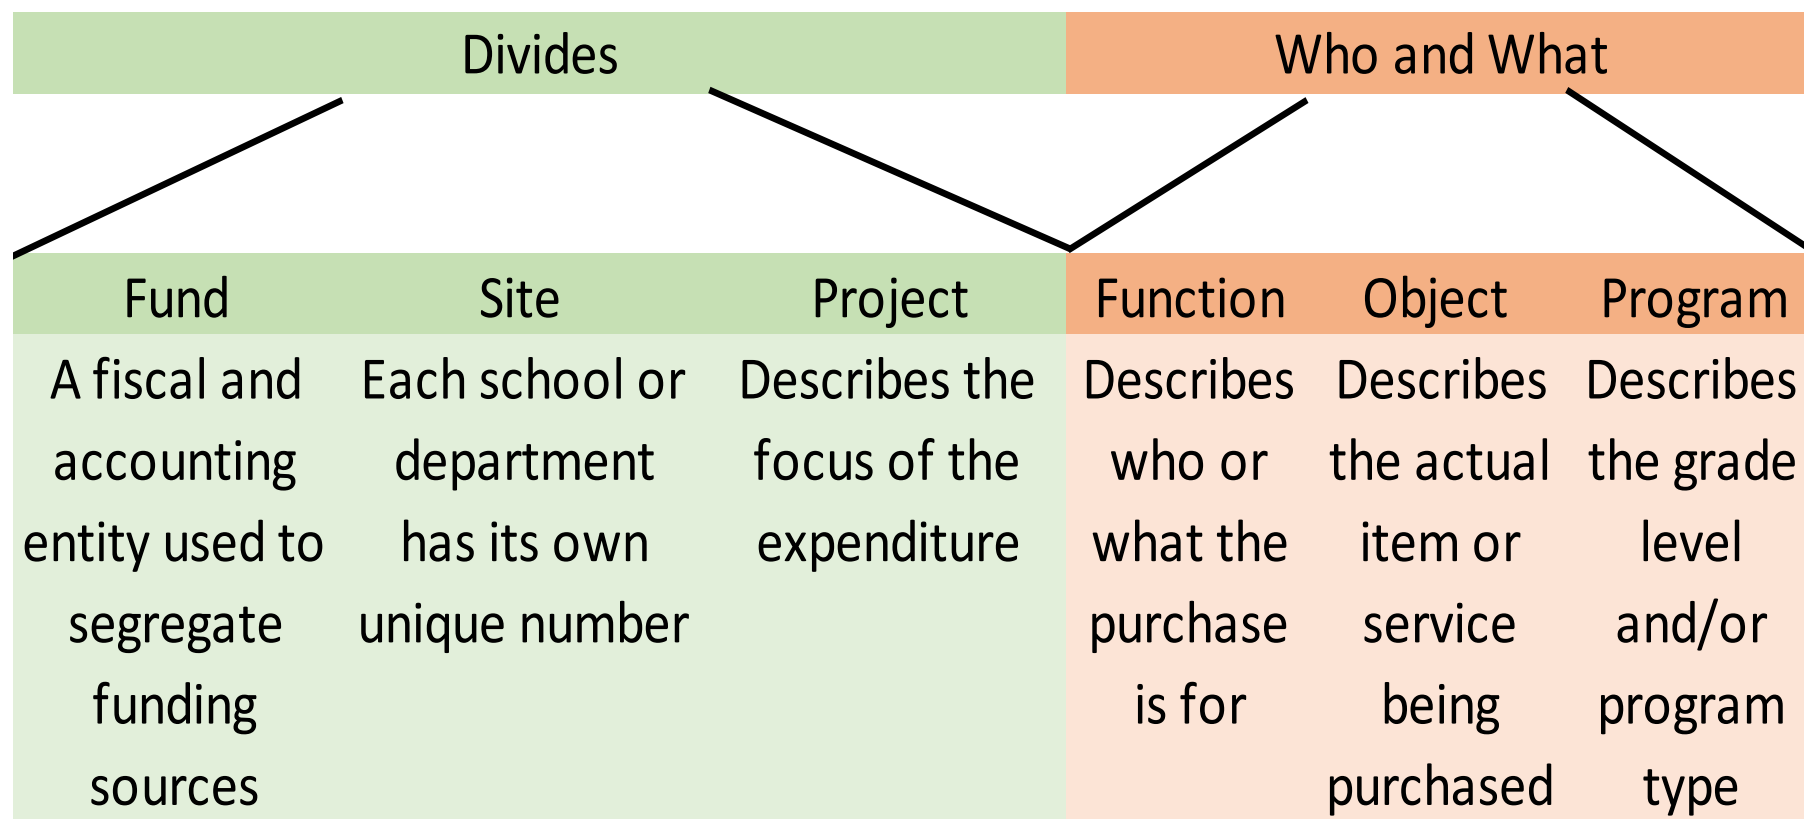 Divides
Who and What
Fund
Site
Project
Function
Object
Program
A fiscal and
accounting
entity used to
segregate
funding
sources
Each school or
department
has its own
unique number
Describes the
focus of the
expenditure
Describes
who or
what the
purchase
is for
Describes
the actual
item or
service
being
purchased
Describes
the grade
level
and/or
program
type